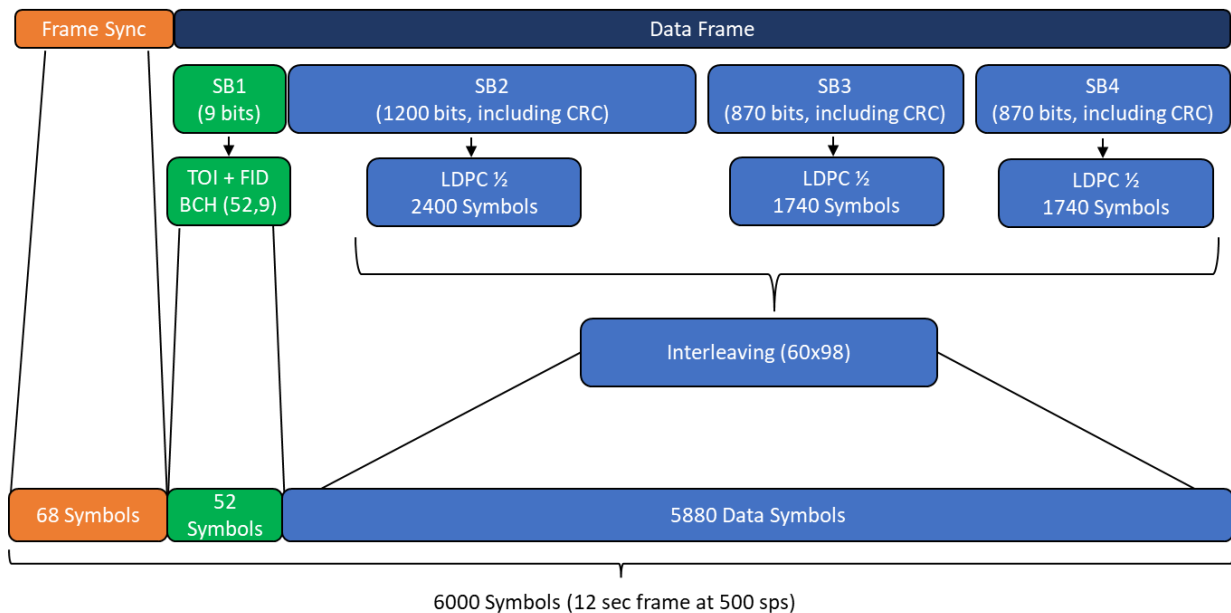 Frame Sync
Data Frame
SB1
(9 bits)
SB2
(1200 bits, including CRC)
SB3
(870 bits, including CRC)
SB4
(870 bits, including CRC)
TOI + FID
BCH (52,9)
LDPC ½
2400 Symbols
LDPC ½
1740 Symbols
LDPC ½
1740 Symbols
Interleaving (60x98)
68 Symbols
52
Symbols
5880 Data Symbols
6000 Symbols (12 sec frame at 500 sps)